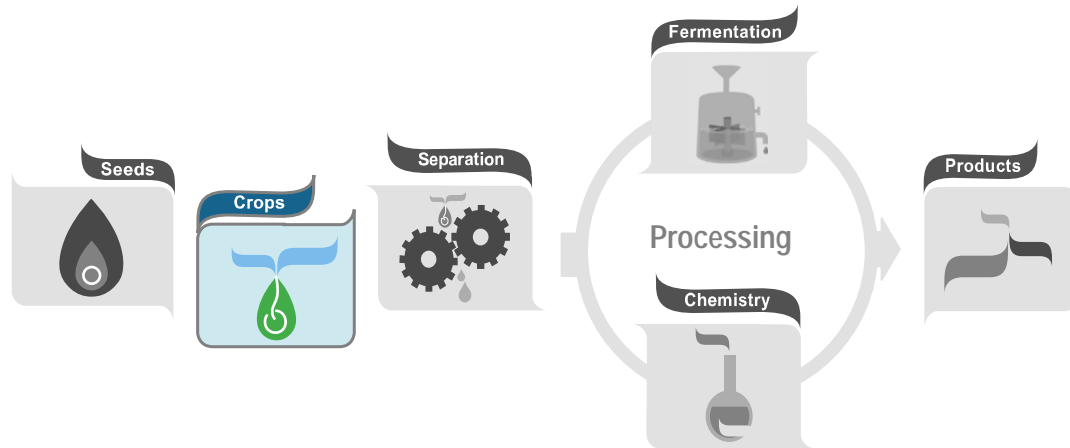 Seeds
Crops
Separation
Fermentation
Processing
Chemistry
Products